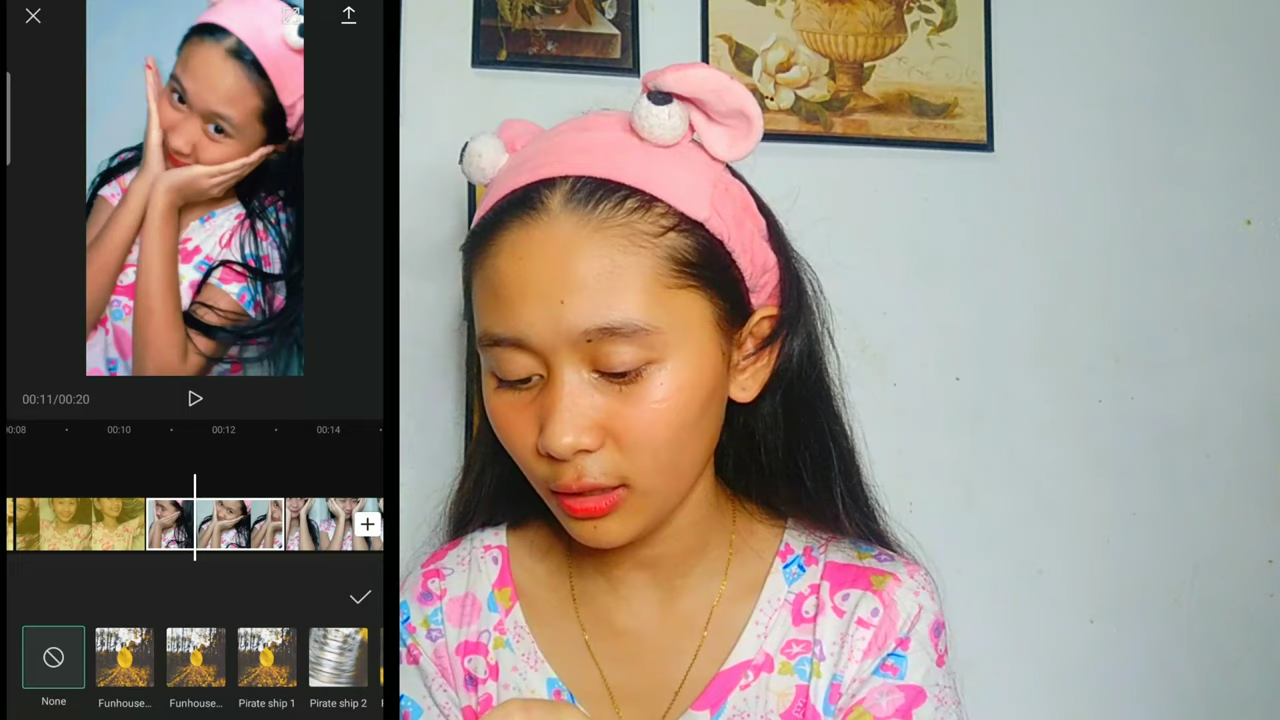 00:11/00:20
0:08
00:10
00:12
00:14
None
Funhouse...
Funhouse...
Pirate ship 1
Pirate ship 2